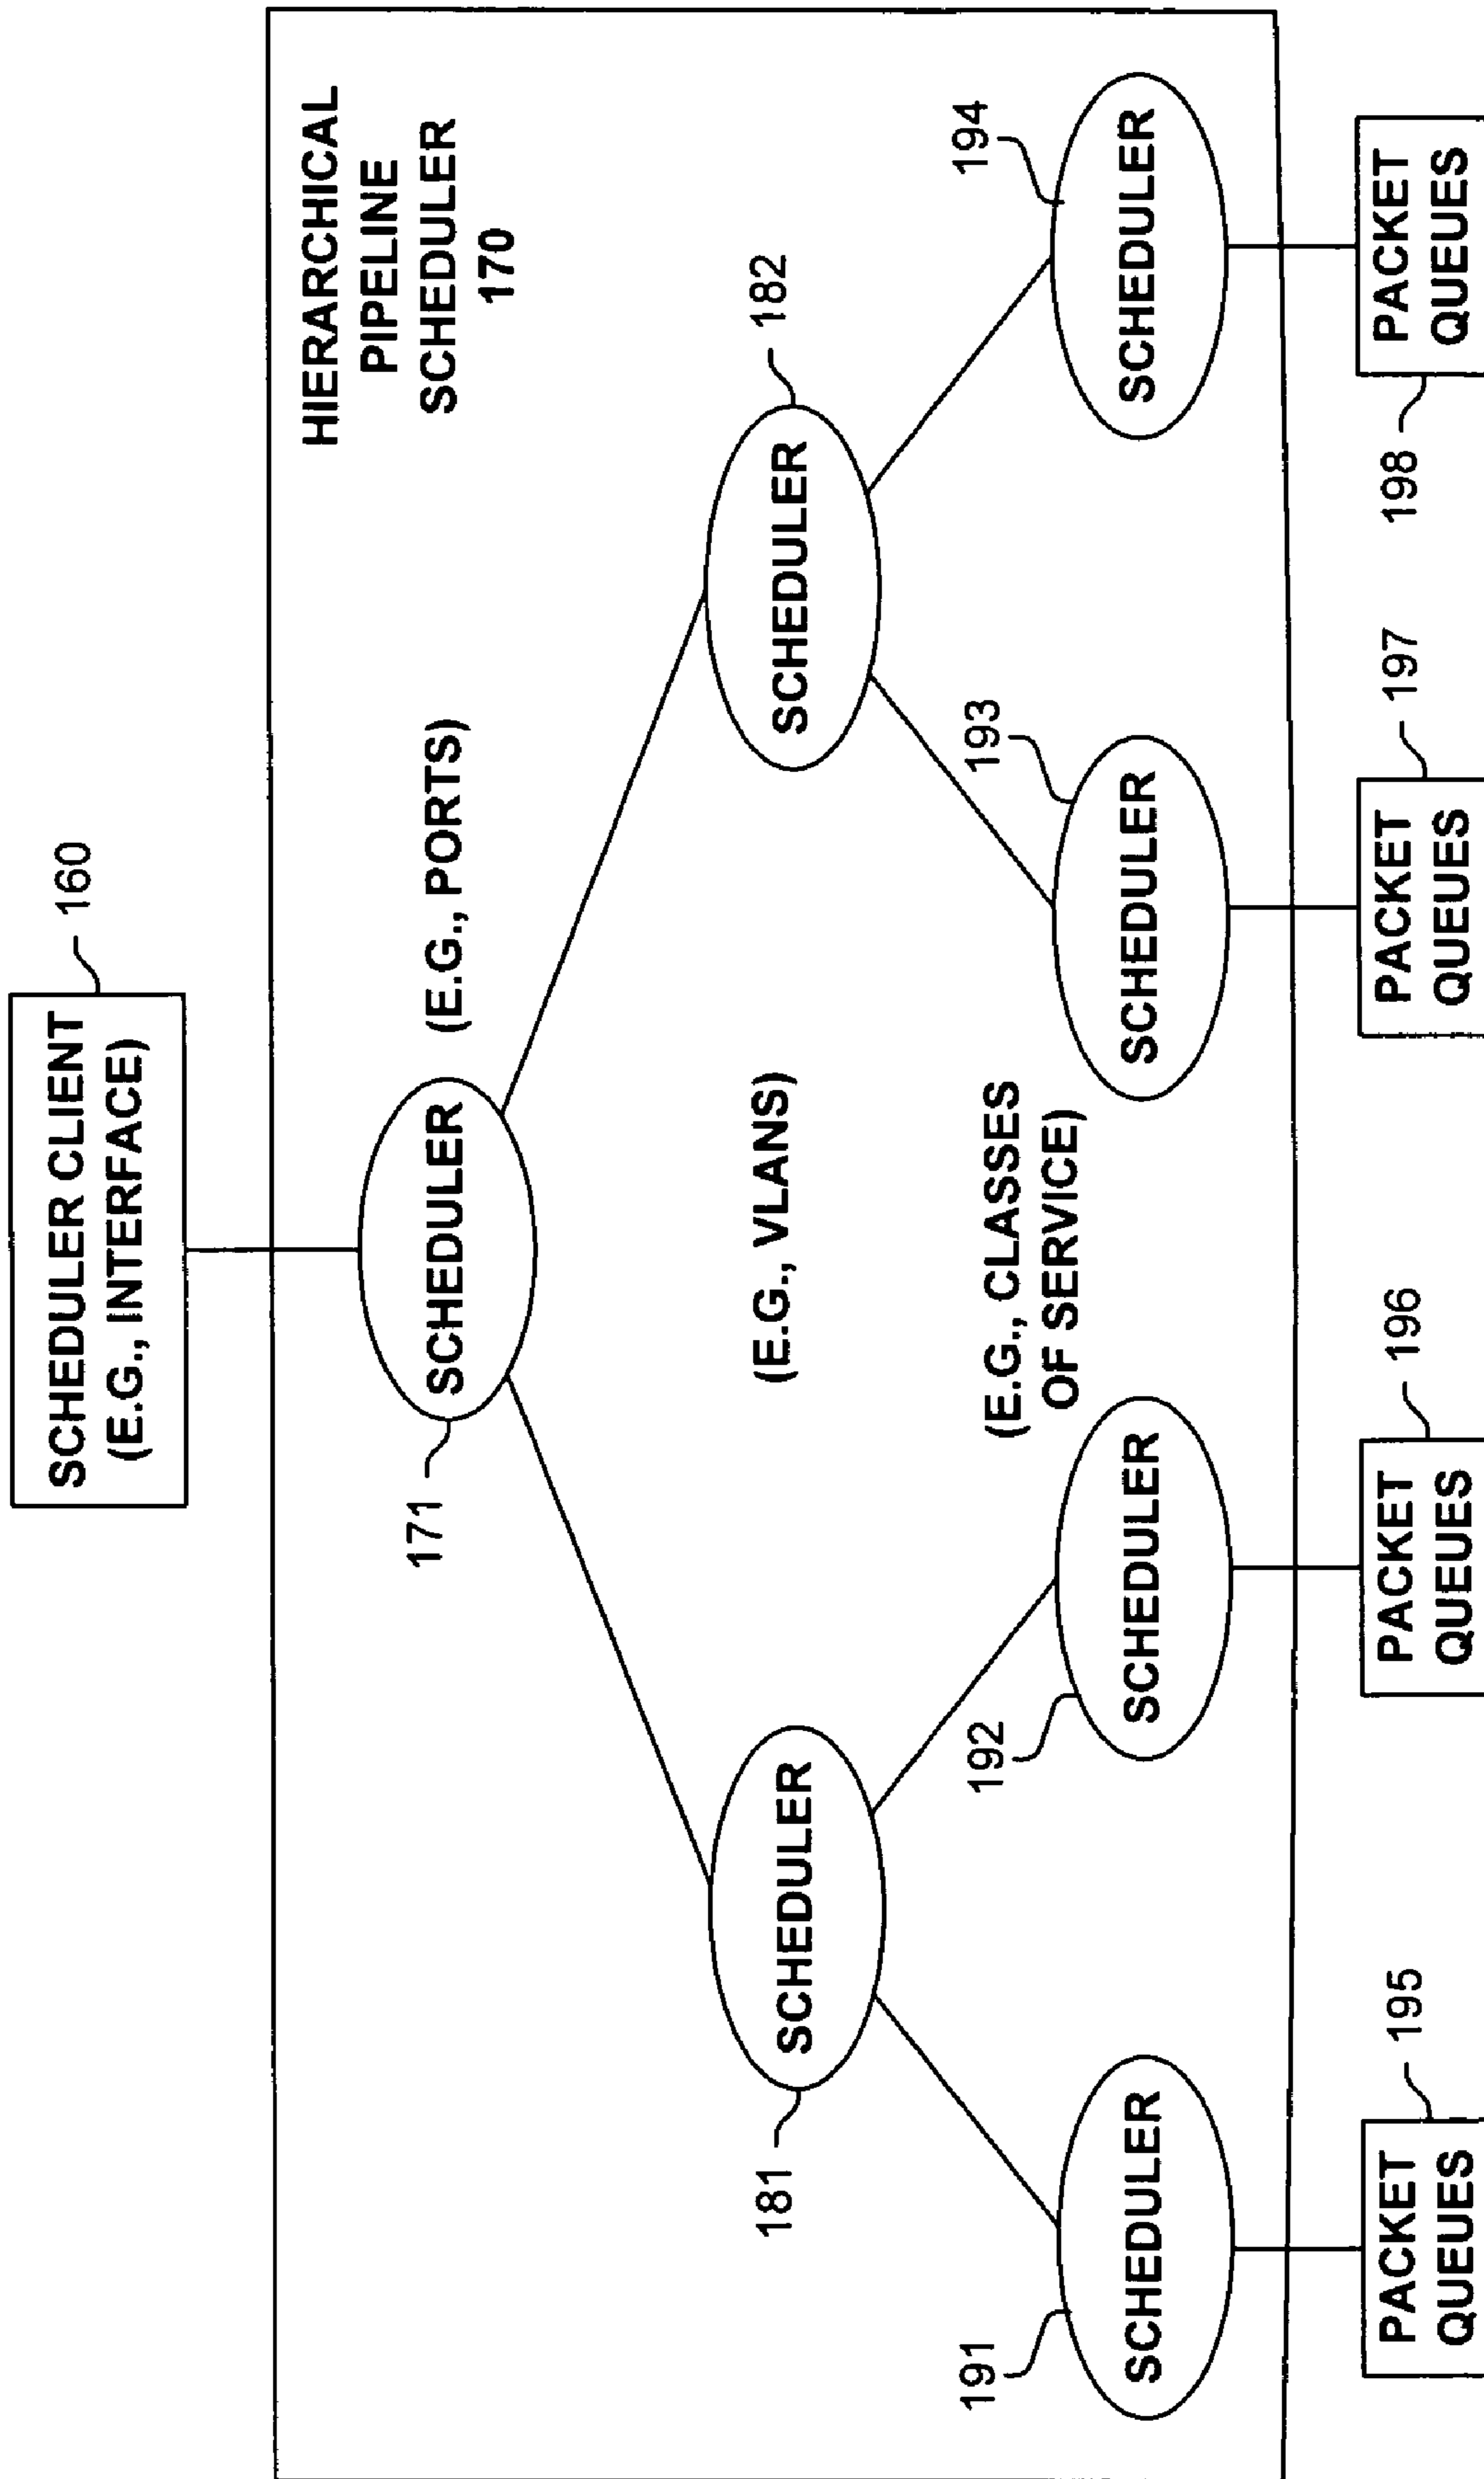 SCHEDULER CLIENT
(E.G., INTERFACE)
160
HIERARCHICAL
PIPELINE
SCHEDULER
170
SCHEDULER
171
(E.G., PORTS)
SCHEDULER
181
(E.G., VLANS)
SCHEDULER
182
SCHEDULER
191
SCHEDULER
192
(E.G., CLASSES
OF SERVICE)
SCHEDULER
193
SCHEDULER
194
PACKET
QUEUES
195
PACKET
QUEUES
196
PACKET
QUEUES
197
PACKET
QUEUES
198